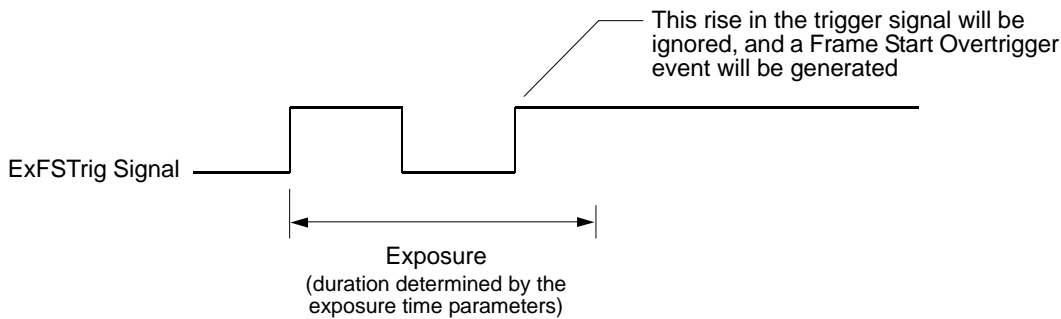 This rise in the trigger signal will be
ignored, and a Frame Start Overtrigger
event will be generated
ExFSTrig Signal
Exposure
(duration determined by the
exposure time parameters)